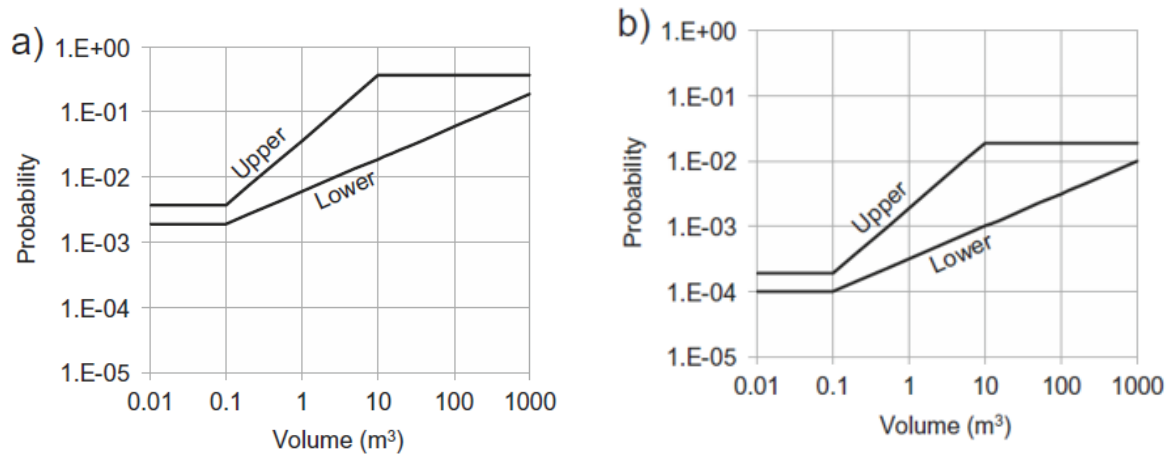 a)
1.E+00
1.E-01
1.E-02
1.E-03
1.E-04
1.E-05
Probability
Upper
Lower
0.01 0.1 1 10 100 1000
Volume (m³)
b)
1.E+00
1.E-01
1.E-02
1.E-03
1.E-04
1.E-05
Probability
Upper
Lower
0.01 0.1 1 10 100 1000
Volume (m³)